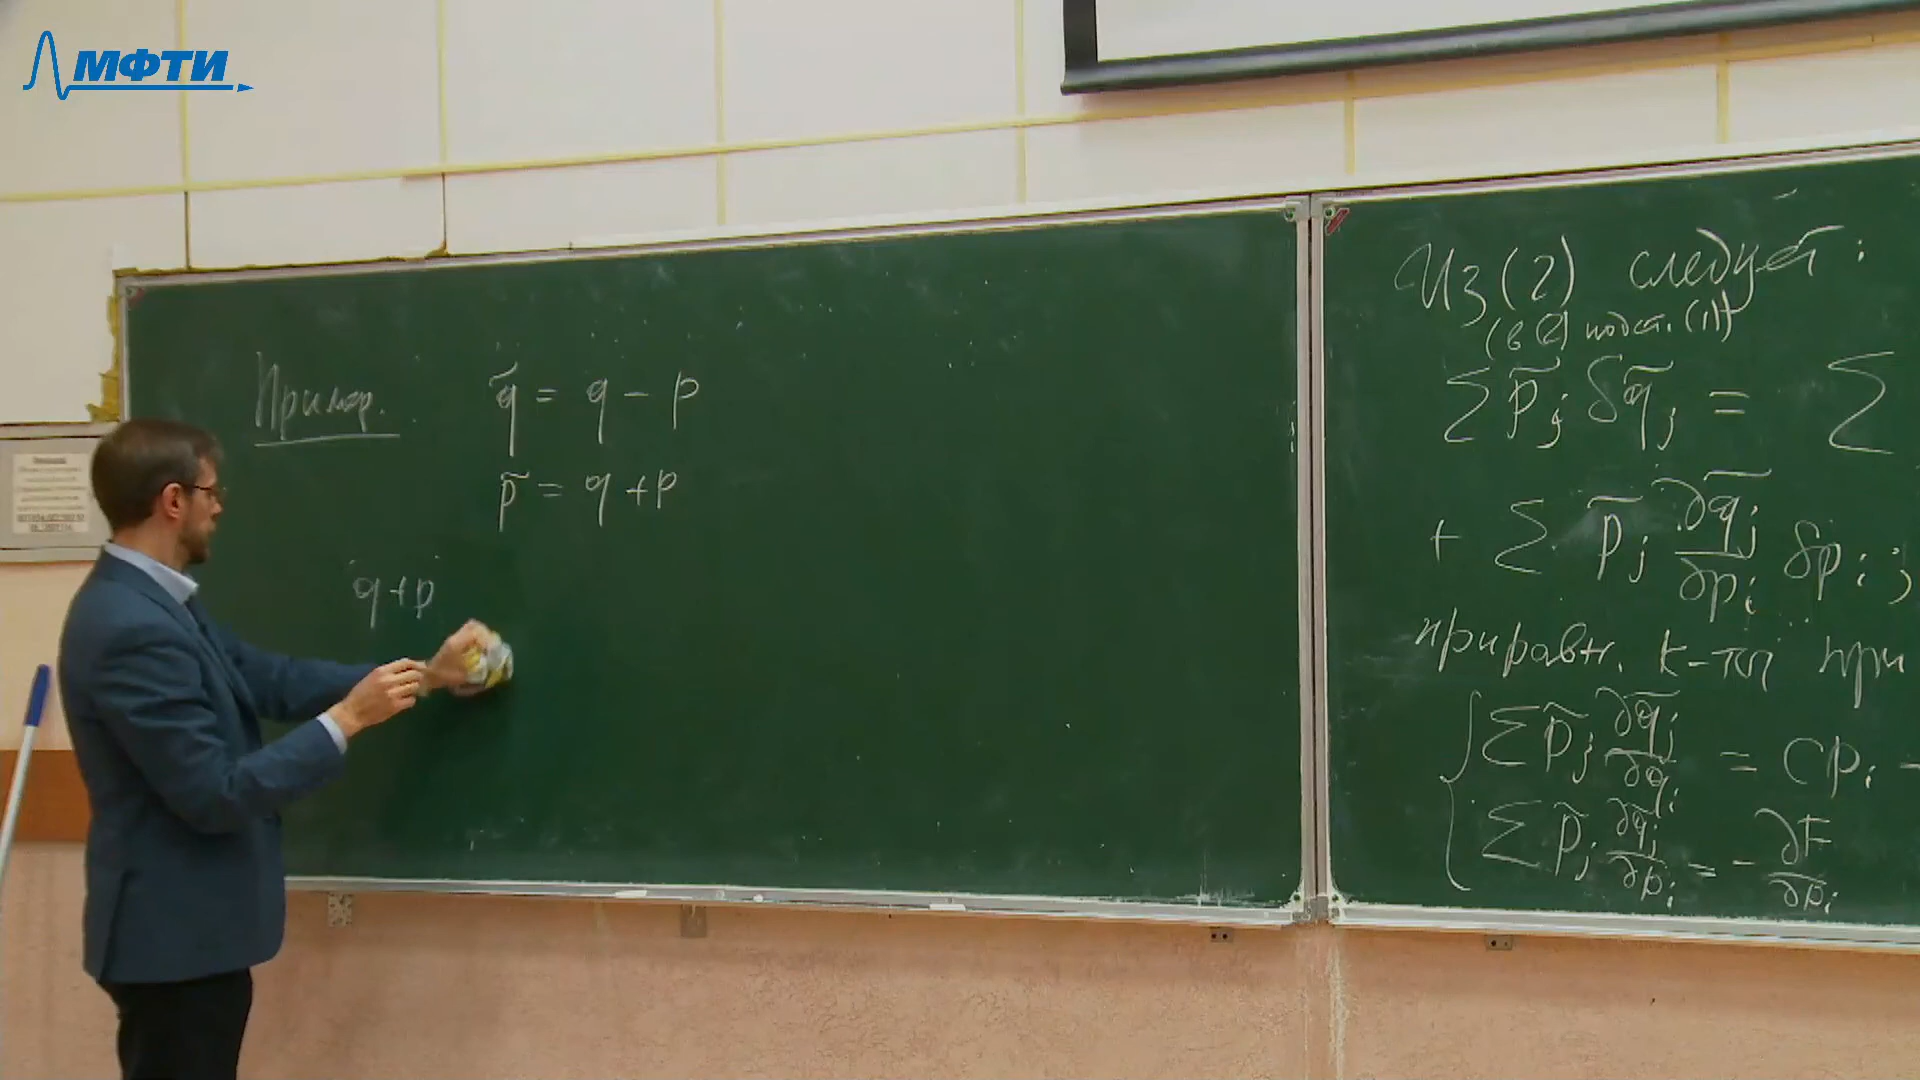 МФТИ
Пример. q̃ = q - p
p̃ = q + p
q + p
Из (2) следует:
(в (2) подст. (1))
∑ p̃ⱼ δq̃ⱼ = ∑
+ ∑ p̃ⱼ ∂q̃ⱼ/∂pᵢ δpᵢ;
приравн. к-ты при
∑ p̃ⱼ ∂q̃ⱼ/∂qᵢ = cpᵢ -
∑ p̃ⱼ ∂q̃ⱼ/∂pᵢ = - ∂F/∂pᵢ